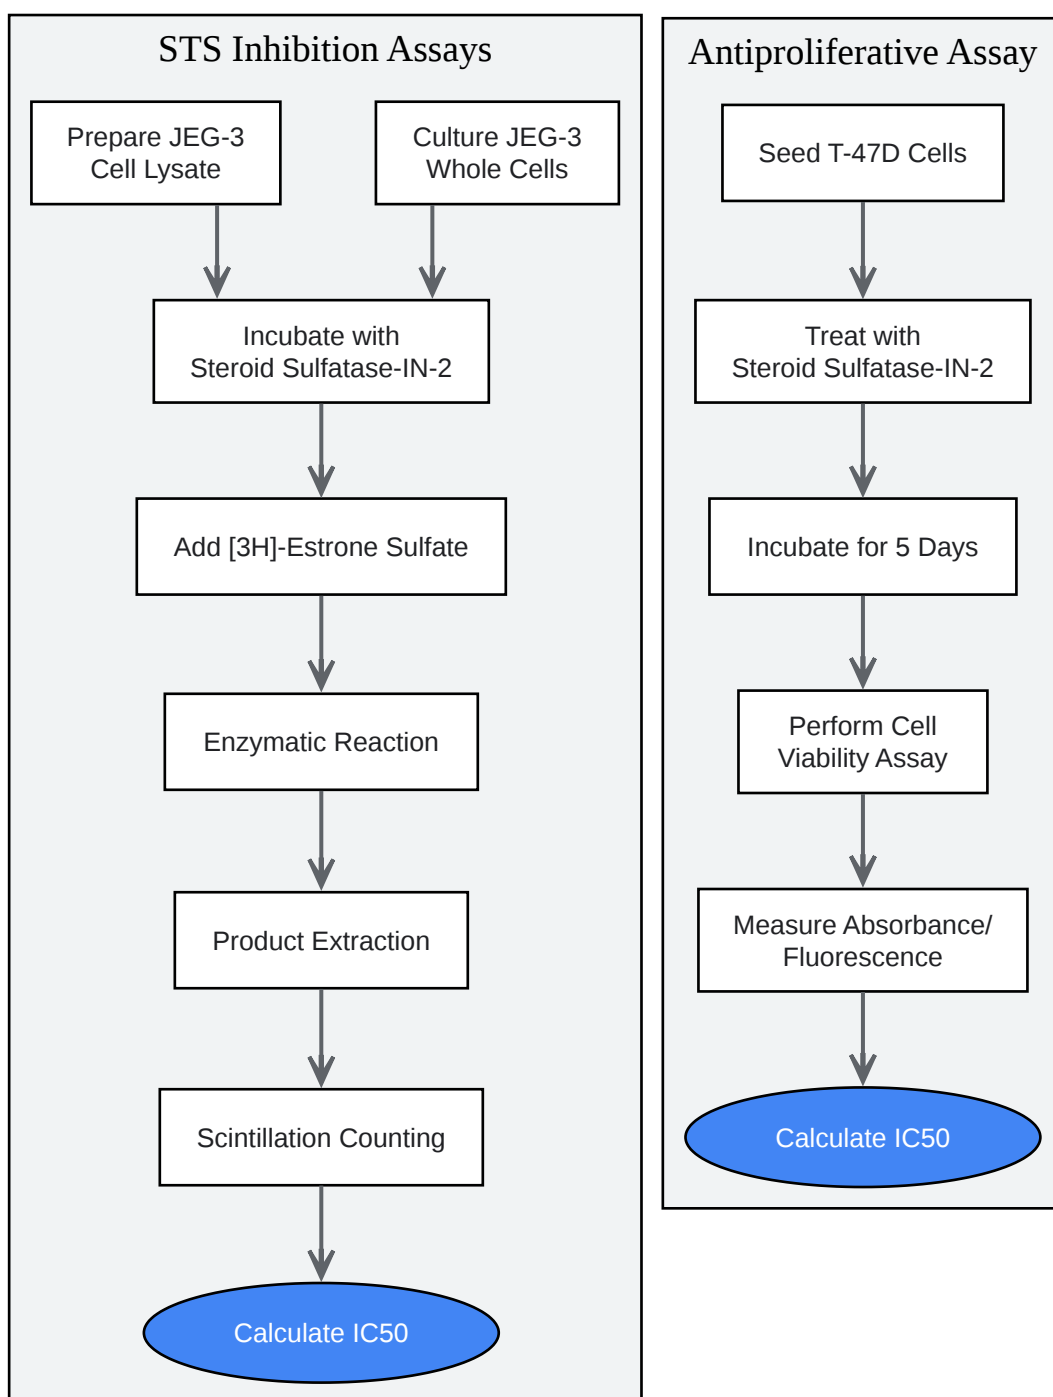 STS Inhibition Assays
Prepare JEG-3
Cell Lysate
Culture JEG-3
Whole Cells
Incubate with
Steroid Sulfatase-IN-2
Add [3H]-Estrone Sulfate
Enzymatic Reaction
Product Extraction
Scintillation Counting
Calculate IC50
Antiproliferative Assay
Seed T-47D Cells
Treat with
Steroid Sulfatase-IN-2
Incubate for 5 Days
Perform Cell
Viability Assay
Measure Absorbance/
Fluorescence
Calculate IC50